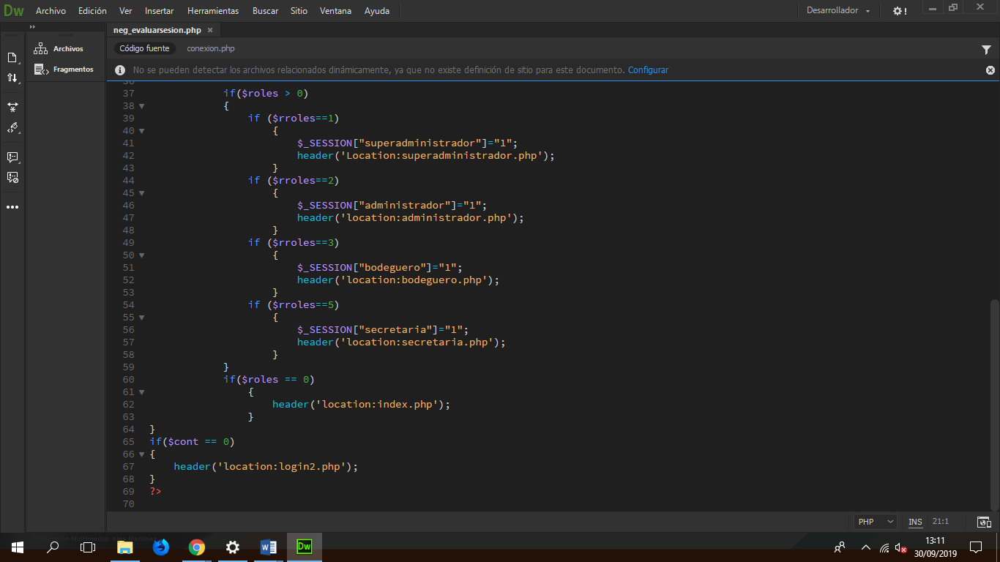 Dw Archivo Edición Ver Insertar Herramientas Buscar Sitio Ventana Ayuda Desarrollador
neg_evaluarsesion.php
Archivos
Fragmentos
Código fuente conexion.php
No se pueden detectar los archivos relacionados dinámicamente, ya que no existe definición de sitio para este documento. Configurar
36
37 if($roles > 0)
38 {
39 if ($rroles==1)
40 {
41 $_SESSION["superadministrador"]="1";
42 header('Location:superadministrador.php');
43 }
44 if ($rroles==2)
45 {
46 $_SESSION["administrador"]="1";
47 header('location:administrador.php');
48 }
49 if ($rroles==3)
50 {
51 $_SESSION["bodeguero"]="1";
52 header('location:bodeguero.php');
53 }
54 if ($rroles==5)
55 {
56 $_SESSION["secretaria"]="1";
57 header('location:secretaria.php');
58 }
59 }
60 if($roles == 0)
61 {
62 header('location:index.php');
63 }
64 }
65 if($cont == 0)
66 {
67 header('location:login2.php');
68 }
69 ?>
70
PHP INS 21:1
Dw
13:11
30/09/2019